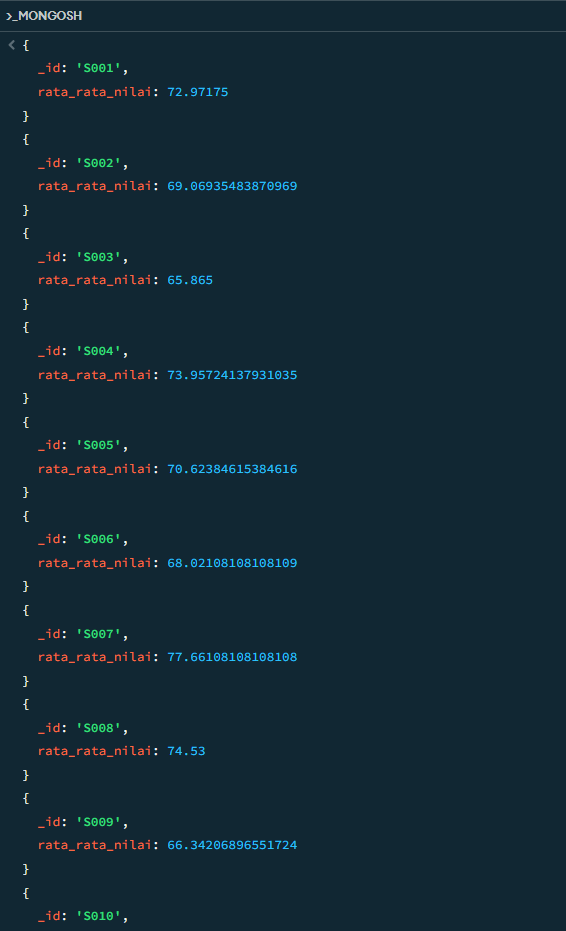 >_MONGOSH
< {
_id: 'S001',
rata_rata_nilai: 72.97175
}
{
_id: 'S002',
rata_rata_nilai: 69.06935483870969
}
{
_id: 'S003',
rata_rata_nilai: 65.865
}
{
_id: 'S004',
rata_rata_nilai: 73.95724137931035
}
{
_id: 'S005',
rata_rata_nilai: 70.62384615384616
}
{
_id: 'S006',
rata_rata_nilai: 68.02108108108109
}
{
_id: 'S007',
rata_rata_nilai: 77.66108108108108
}
{
_id: 'S008',
rata_rata_nilai: 74.53
}
{
_id: 'S009',
rata_rata_nilai: 66.34206896551724
}
{
_id: 'S010',